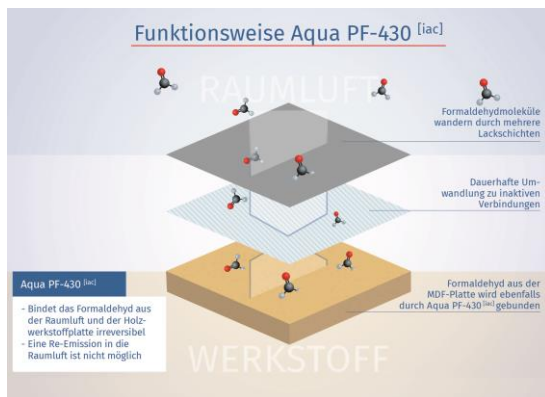 Funktionsweise Aqua PF-430 [iac]
RAUMLUFT
Formaldehydmoleküle
wandern durch mehrere
Lackschichten
Dauerhafte Um-
wandlung zu inaktiven
Verbindungen
Formaldehyd aus der
MDF-Platte wird ebenfalls
durch Aqua PF-430 [iac] gebunden
Aqua PF-430 [iac]
- Bindet das Formaldehyd aus
der Raumluft und der Holz-
werkstoffplatte irreversibel
- Eine Re-Emission in die
Raumluft ist nicht möglich
WERKSTOFF